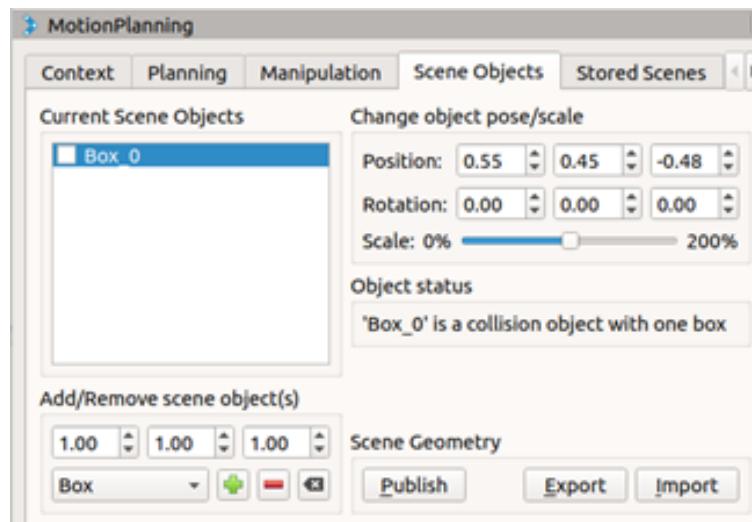 MotionPlanning
Context Planning Manipulation Scene Objects Stored Scenes
Current Scene Objects
Box_0
Change object pose/scale
Position: 0.55 0.45 -0.48
Rotation: 0.00 0.00 0.00
Scale: 0% 200%
Object status
'Box_0' is a collision object with one box
Add/Remove scene object(s)
1.00 1.00 1.00
Box
Scene Geometry
Publish Export Import